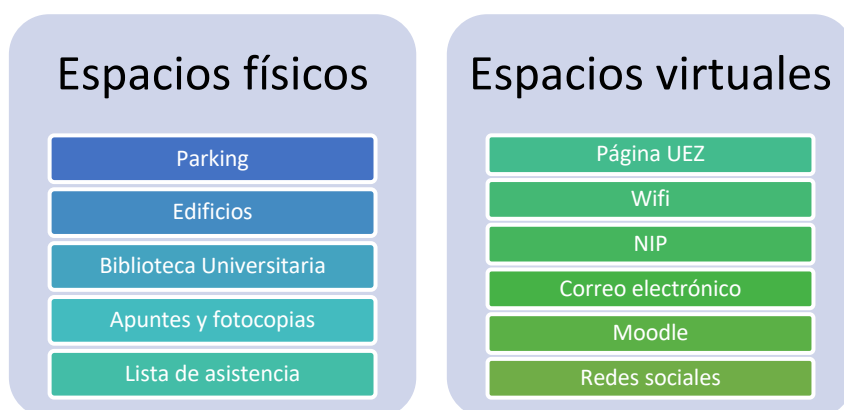 Espacios físicos
Parking
Edificios
Biblioteca Universitaria
Apuntes y fotocopias
Lista de asistencia
Espacios virtuales
Página UEZ
Wifi
NIP
Correo electrónico
Moodle
Redes sociales